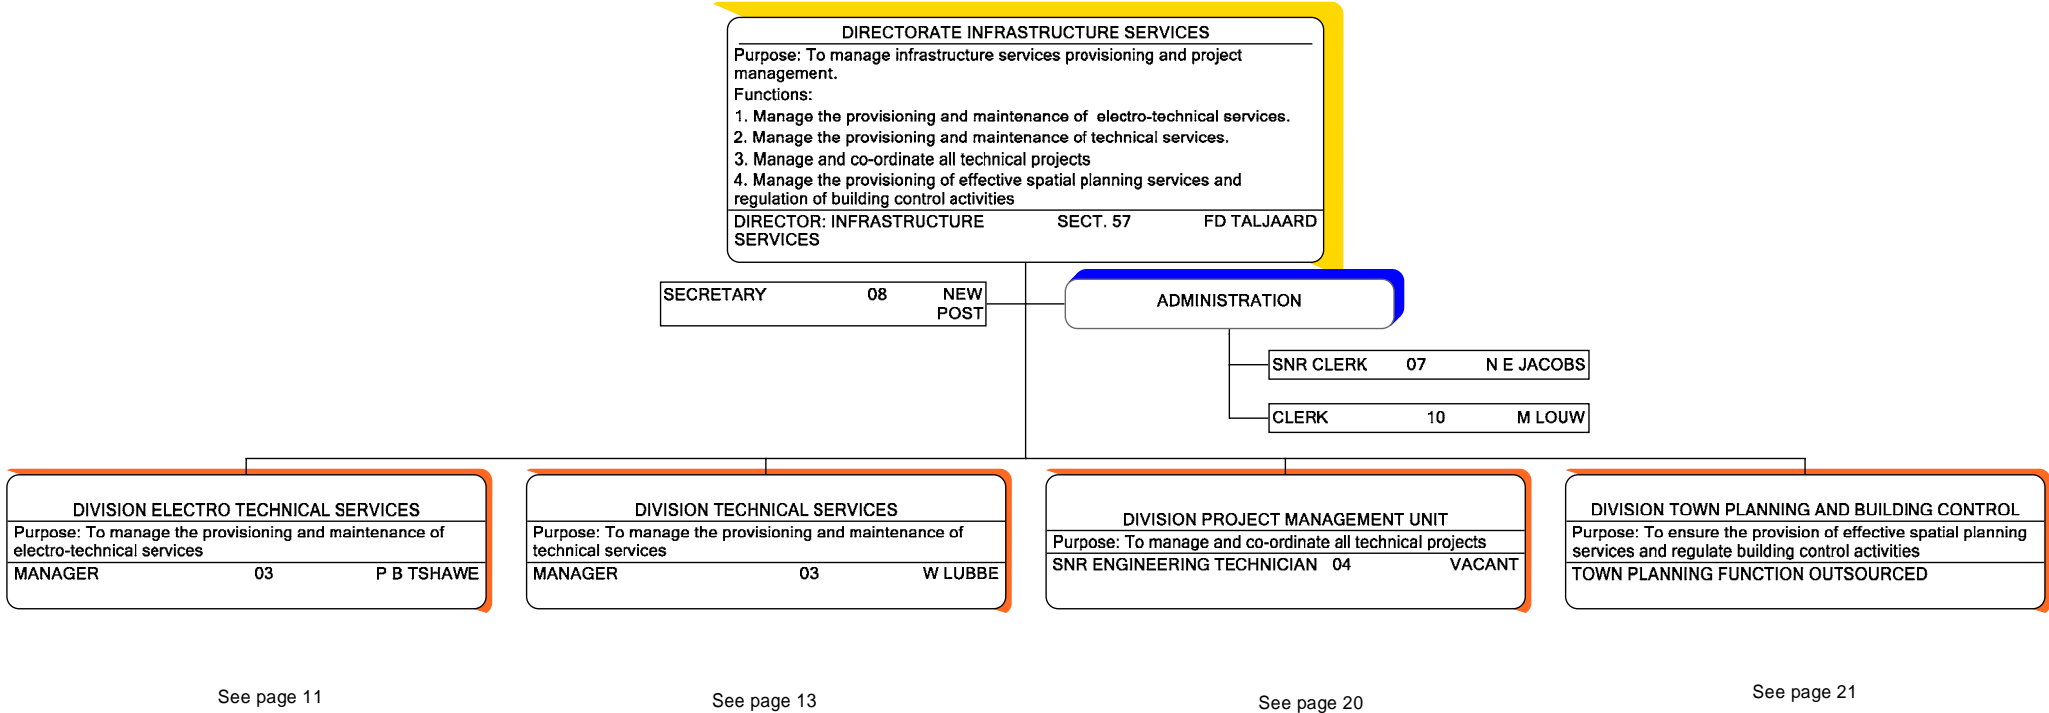 DIRECTORATE INFRASTRUCTURE SERVICES
Purpose: To manage infrastructure services provisioning and project
management.
Functions:
1. Manage the provisioning and maintenance of electro-technical services.
2. Manage the provisioning and maintenance of technical services.
3. Manage and co-ordinate all technical projects
4. Manage the provisioning of effective spatial planning services and
regulation of building control activities
DIRECTOR: INFRASTRUCTURE SECT. 57 FD TALJAARD
SERVICES
SECRETARY 08 NEW
POST
ADMINISTRATION
SNR CLERK 07 N E JACOBS
CLERK 10 M LOUW
DIVISION ELECTRO TECHNICAL SERVICES
Purpose: To manage the provisioning and maintenance of
electro-technical services
MANAGER 03 P B TSHAWE
DIVISION TECHNICAL SERVICES
Purpose: To manage the provisioning and maintenance of
technical services
MANAGER 03 W LUBBE
DIVISION PROJECT MANAGEMENT UNIT
Purpose: To manage and co-ordinate all technical projects
SNR ENGINEERING TECHNICIAN 04 VACANT
DIVISION TOWN PLANNING AND BUILDING CONTROL
Purpose: To ensure the provision of effective spatial planning
services and regulate building control activities
TOWN PLANNING FUNCTION OUTSOURCED
See page 11
See page 13
See page 20
See page 21